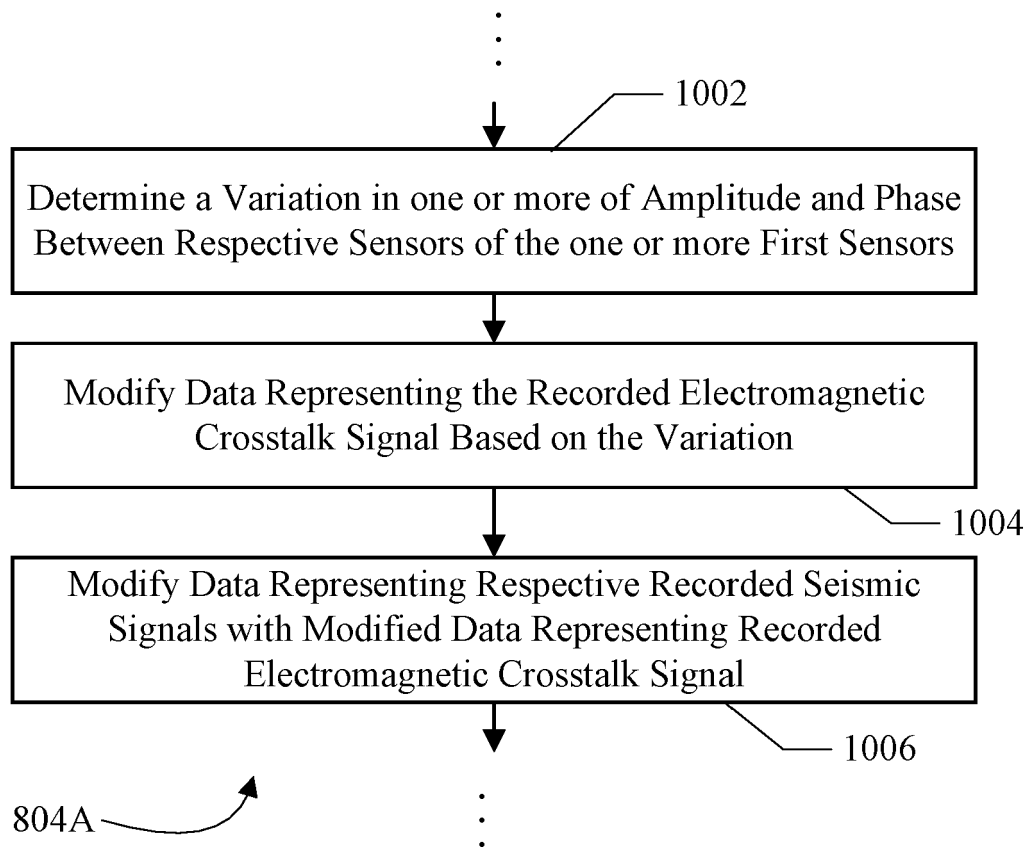 1002
Determine a Variation in one or more of Amplitude and Phase
Between Respective Sensors of the one or more First Sensors
Modify Data Representing the Recorded Electromagnetic
Crosstalk Signal Based on the Variation
1004
Modify Data Representing Respective Recorded Seismic
Signals with Modified Data Representing Recorded
Electromagnetic Crosstalk Signal
1006
804A